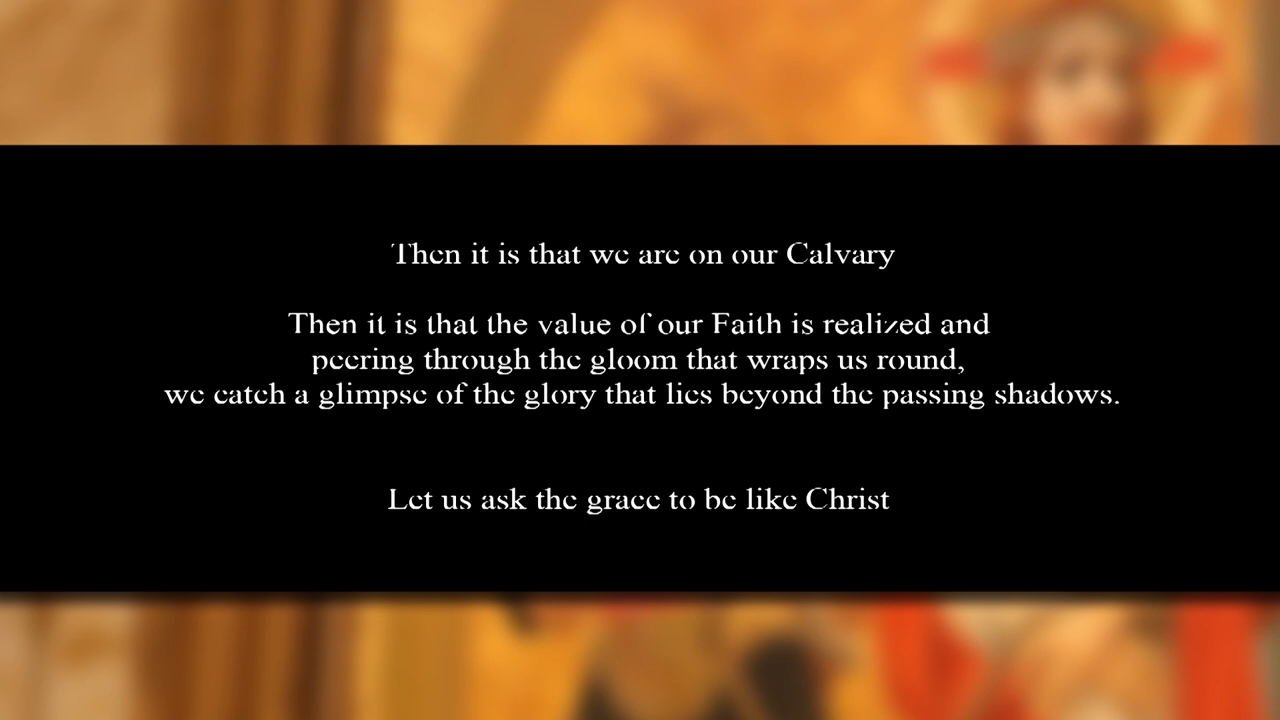 Then it is that we are on our Calvary
Then it is that the value of our Faith is realized and
peering through the gloom that wraps us round,
we catch a glimpse of the glory that lies beyond the passing shadows.
Let us ask the grace to be like Christ